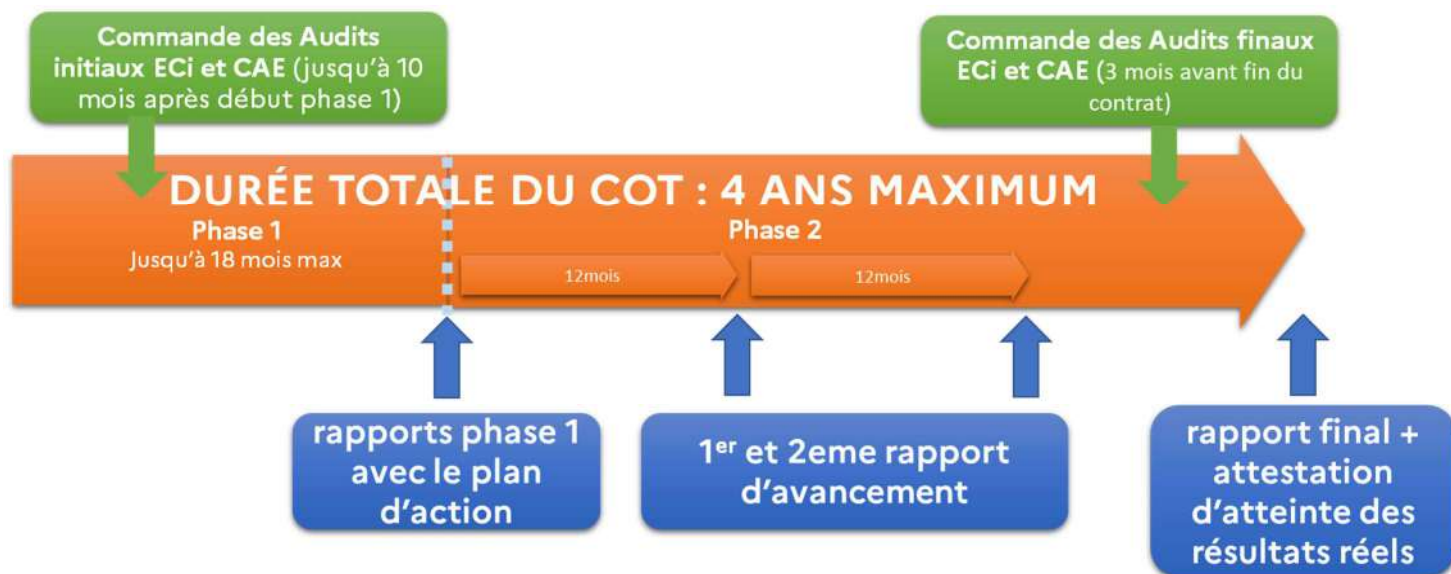 Commande des Audits
initiaux ECi et CAE (jusqu'à 10
mois après début phase 1)
Commande des Audits finaux
ECi et CAE (3 mois avant fin du
contrat)
DURÉE TOTALE DU COT : 4 ANS MAXIMUM
Phase 1
Jusqu'à 18 mois max
Phase 2
12mois
12mois
rapports phase 1
avec le plan
d'action
1er et 2eme rapport
d'avancement
rapport final +
attestation
d'atteinte des
résultats réels